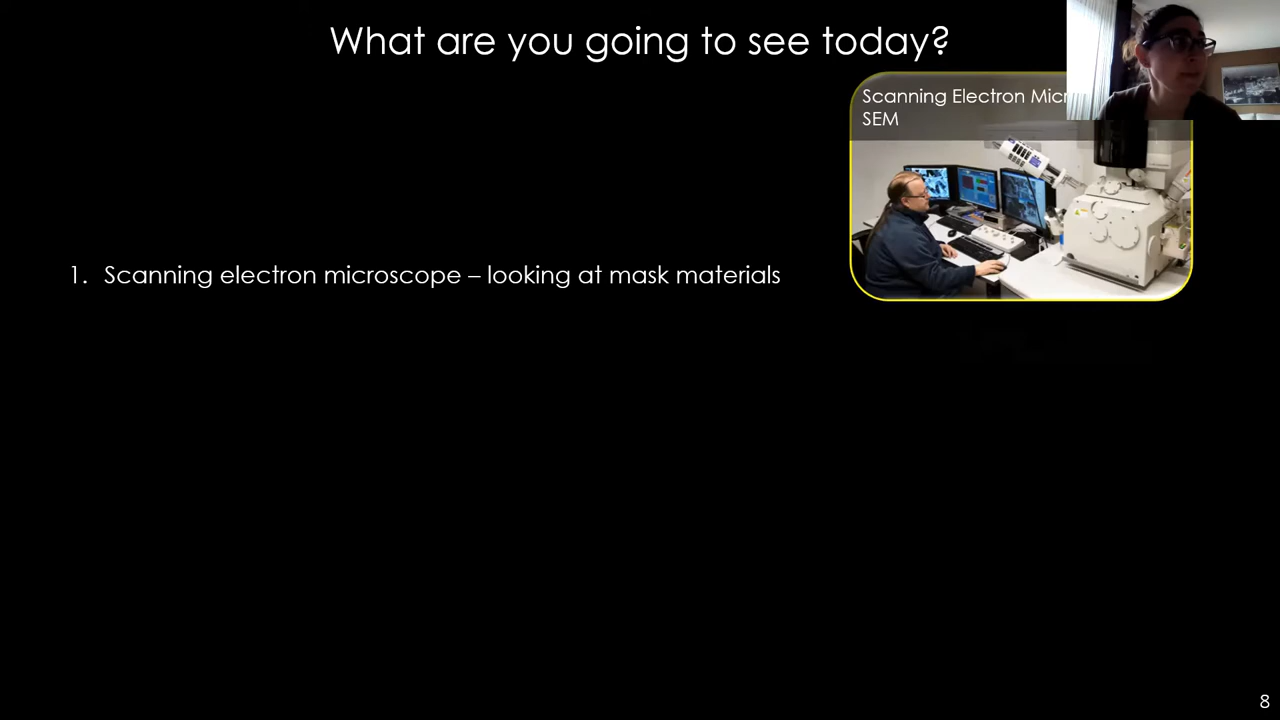 What are you going to see today?
Scanning Electron
SEM
1. Scanning electron microscope – looking at mask materials
8